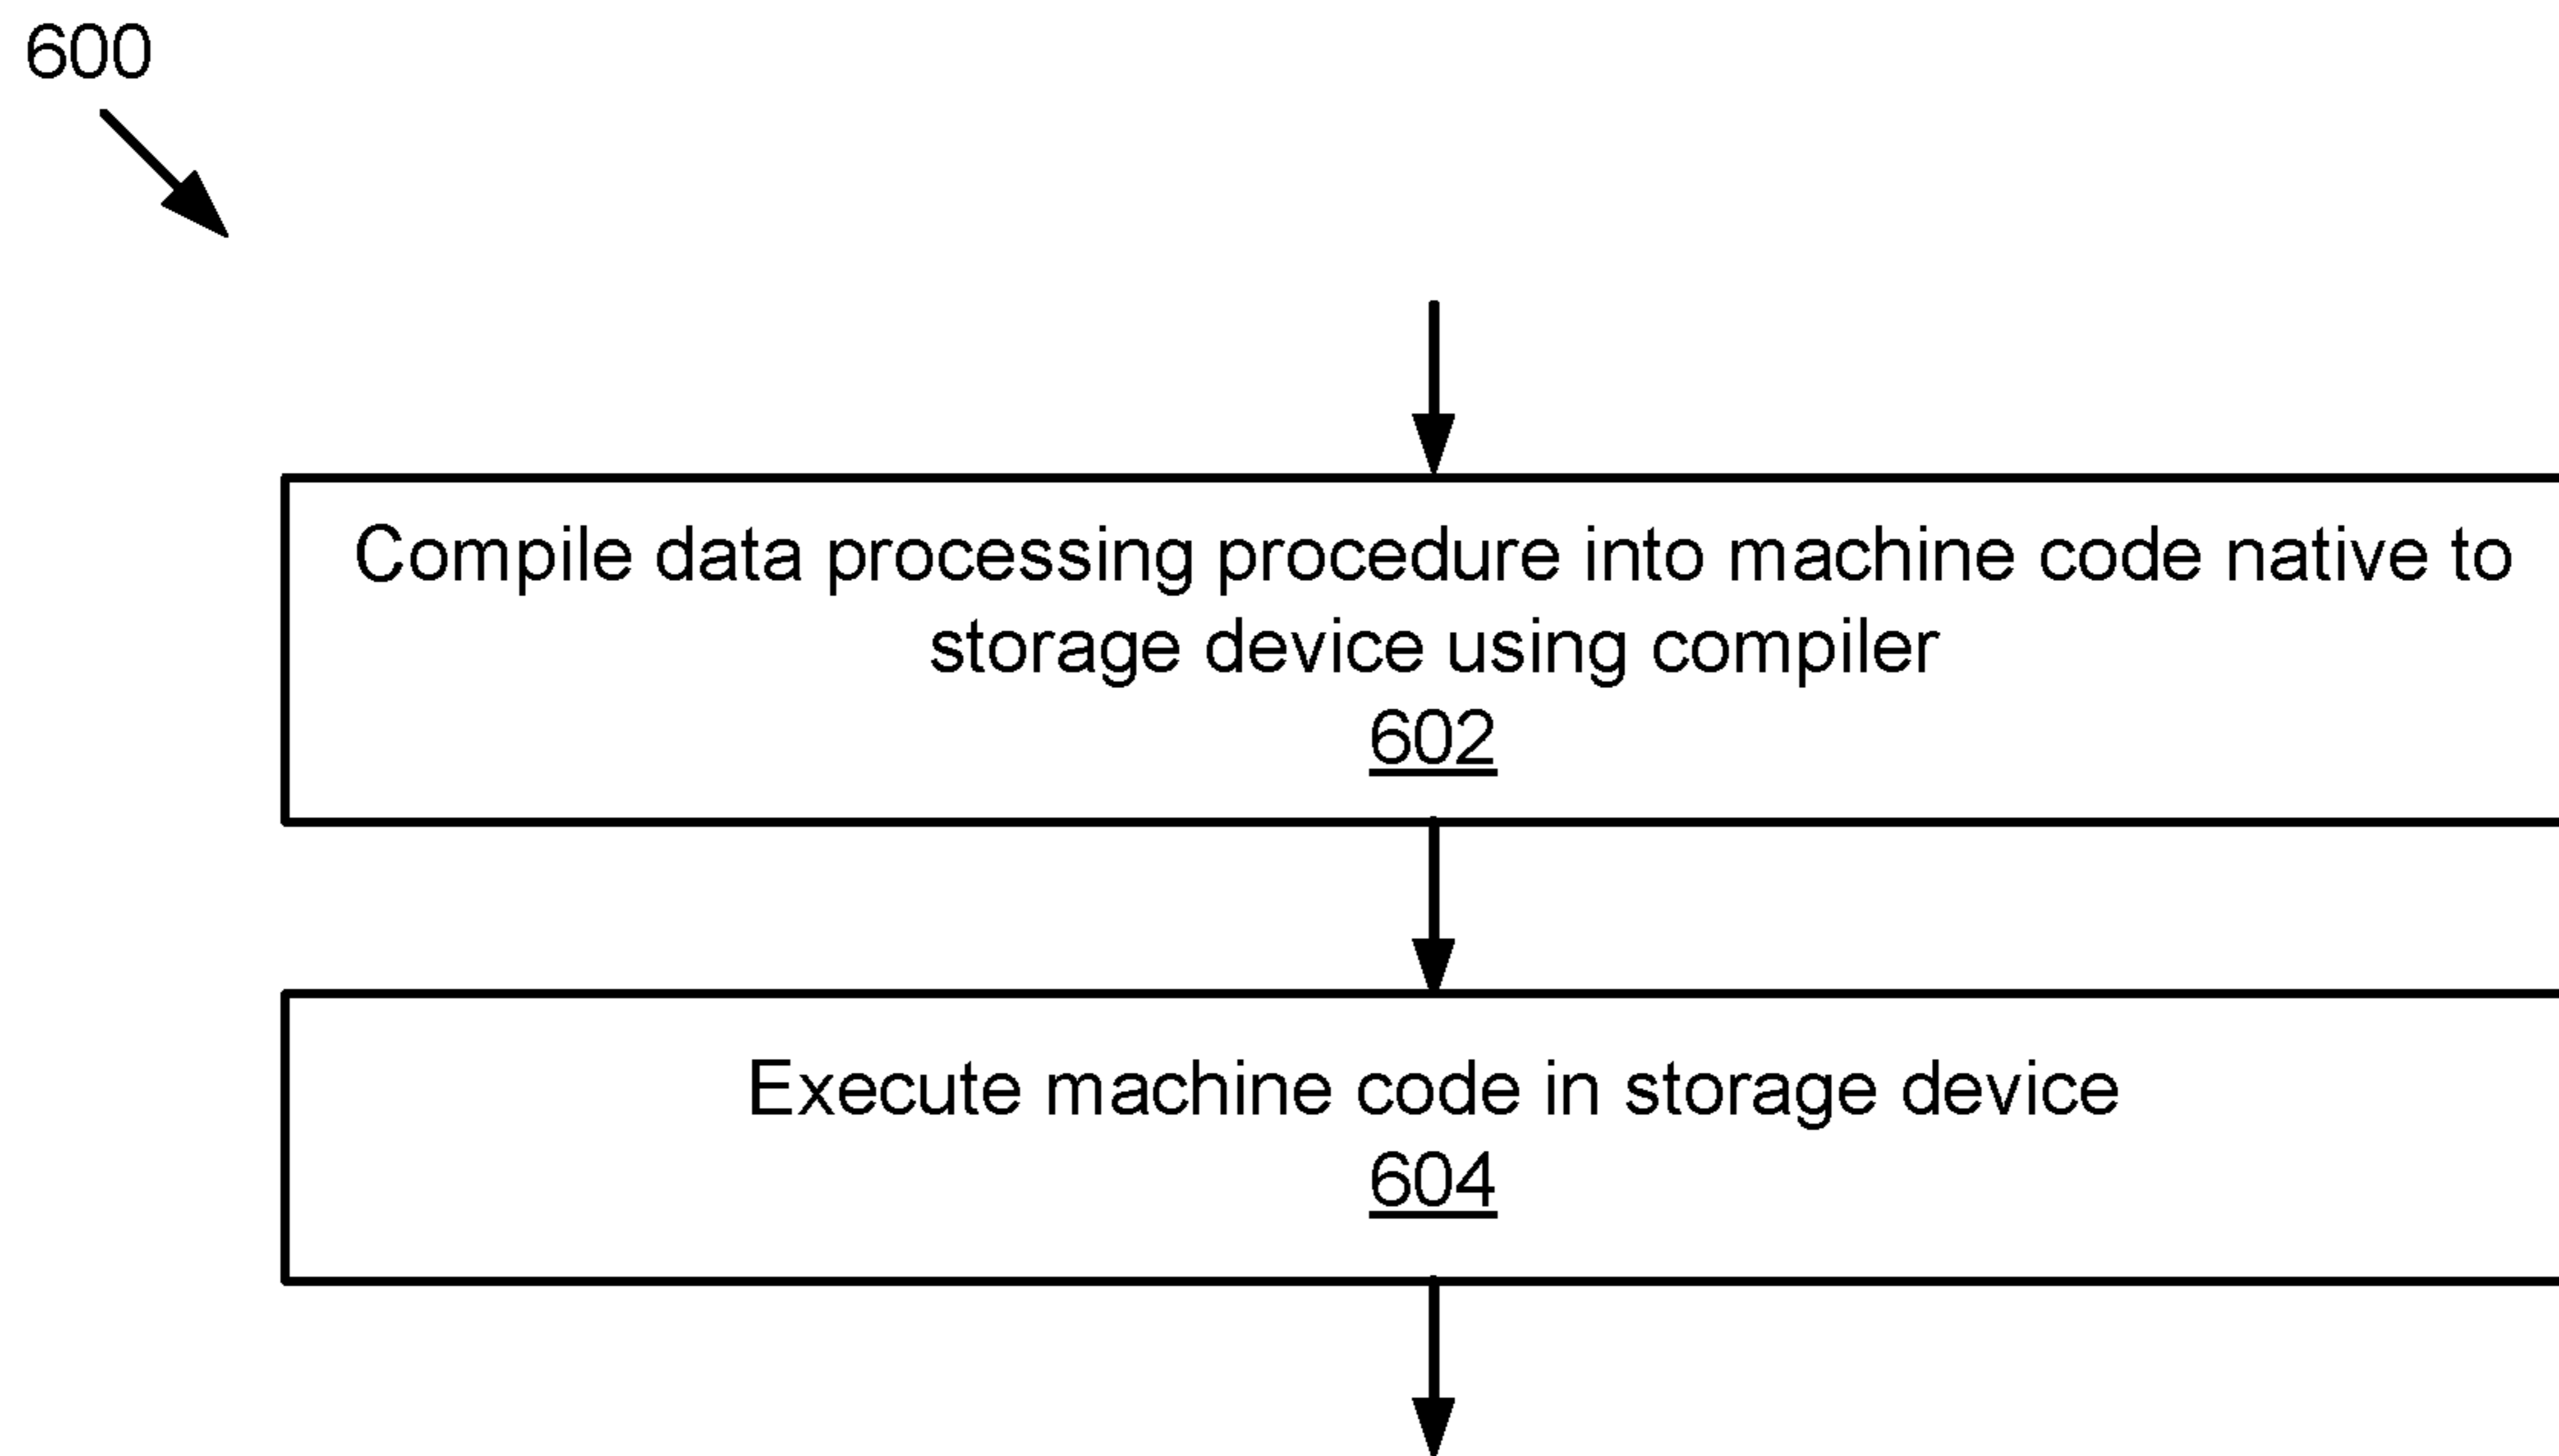 600
Compile data processing procedure into machine code native to
storage device using compiler
602
Execute machine code in storage device
604